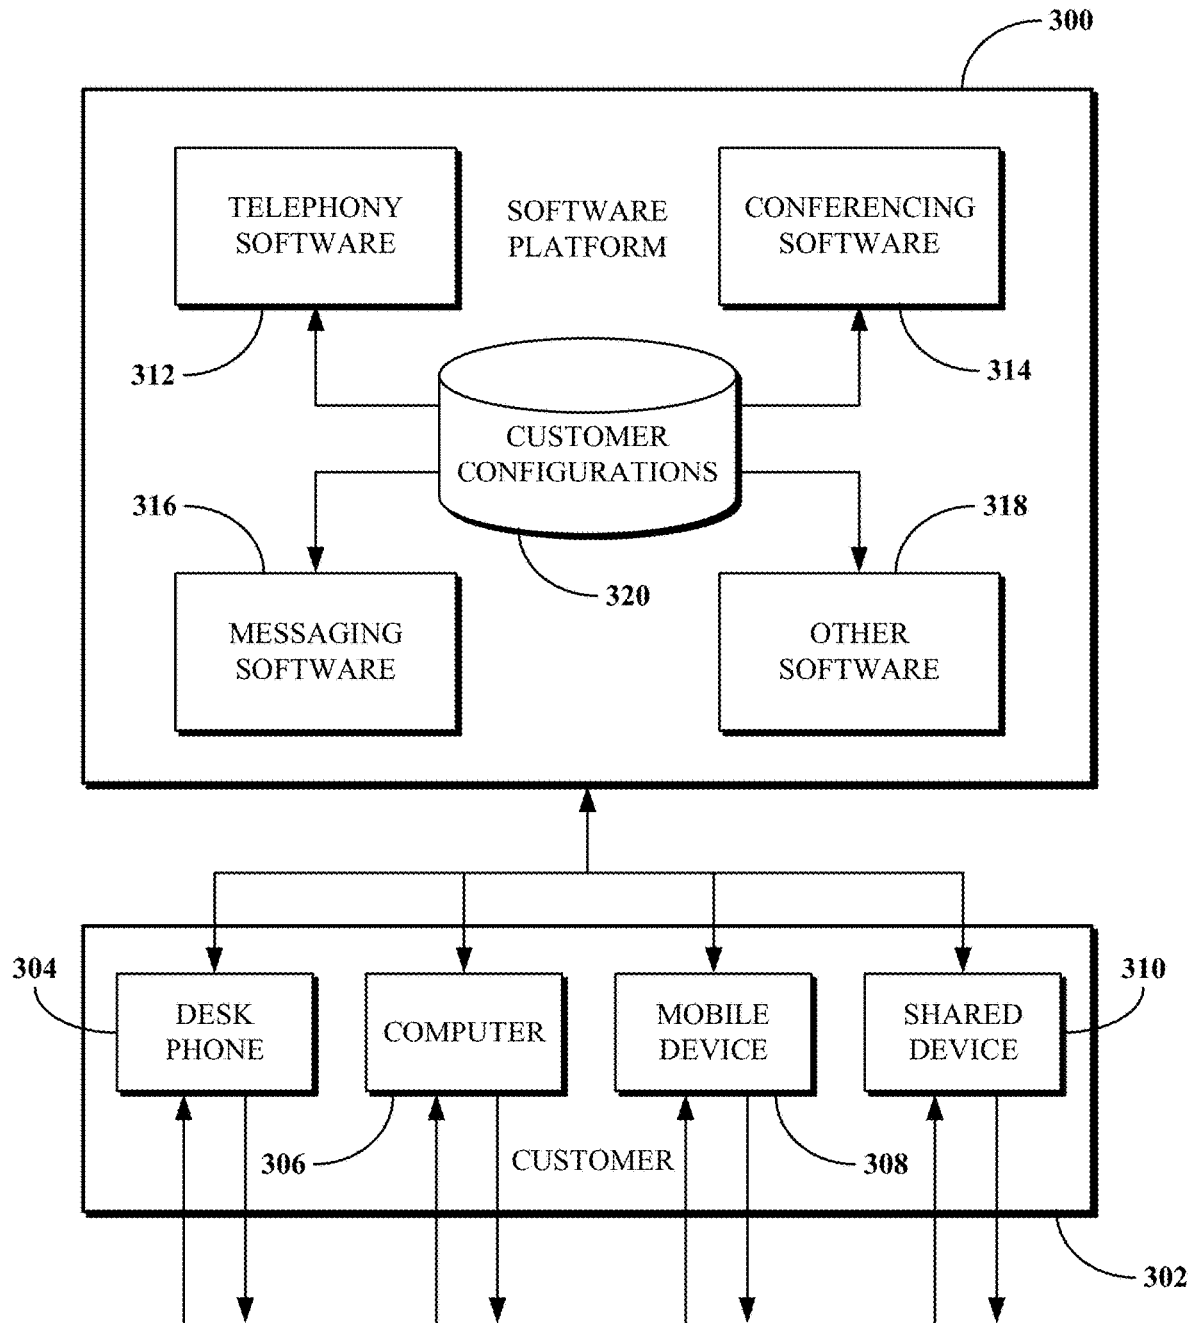 300
TELEPHONY
SOFTWARE
SOFTWARE
PLATFORM
CONFERENCING
SOFTWARE
312
314
CUSTOMER
CONFIGURATIONS
316
318
320
MESSAGING
SOFTWARE
OTHER
SOFTWARE
304
310
DESK
PHONE
COMPUTER
MOBILE
DEVICE
SHARED
DEVICE
306
CUSTOMER
308
302